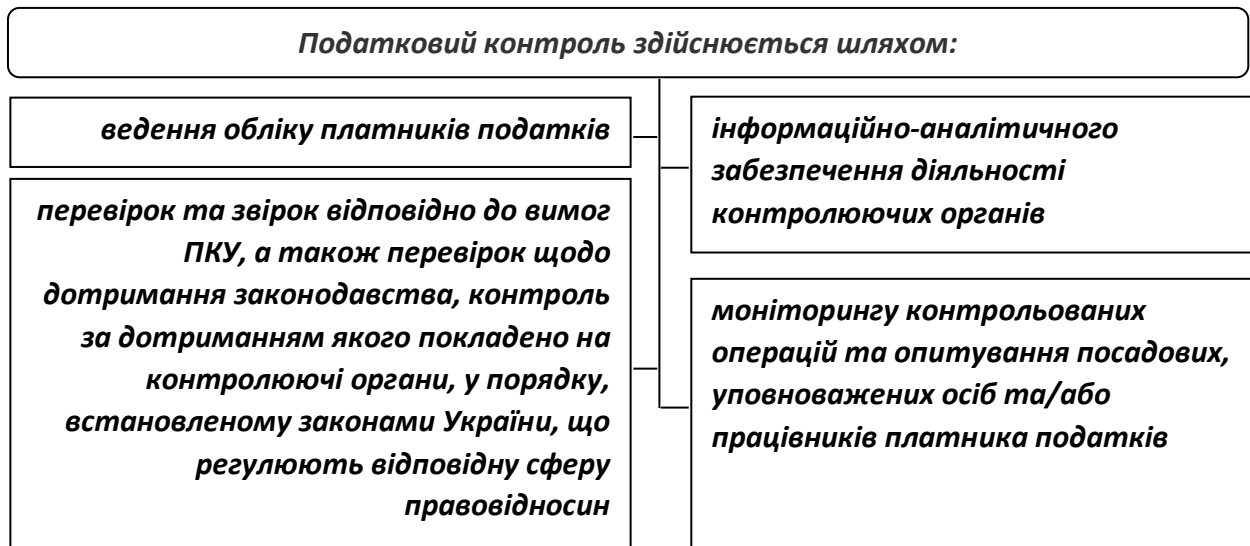 Податковий контроль здійснюється шляхом:
ведення обліку платників податків
перевірок та звірок відповідно до вимог
ПКУ, а також перевірок щодо
дотримання законодавства, контроль
за дотриманням якого покладено на
контролюючі органи, у порядку,
встановленому законами України, що
регулюють відповідну сферу
правовідносин
інформаційно-аналітичного
забезпечення діяльності
контролюючих органів
моніторингу контрольованих
операцій та опитування посадових,
уповноважених осіб та/або
працівників платника податків